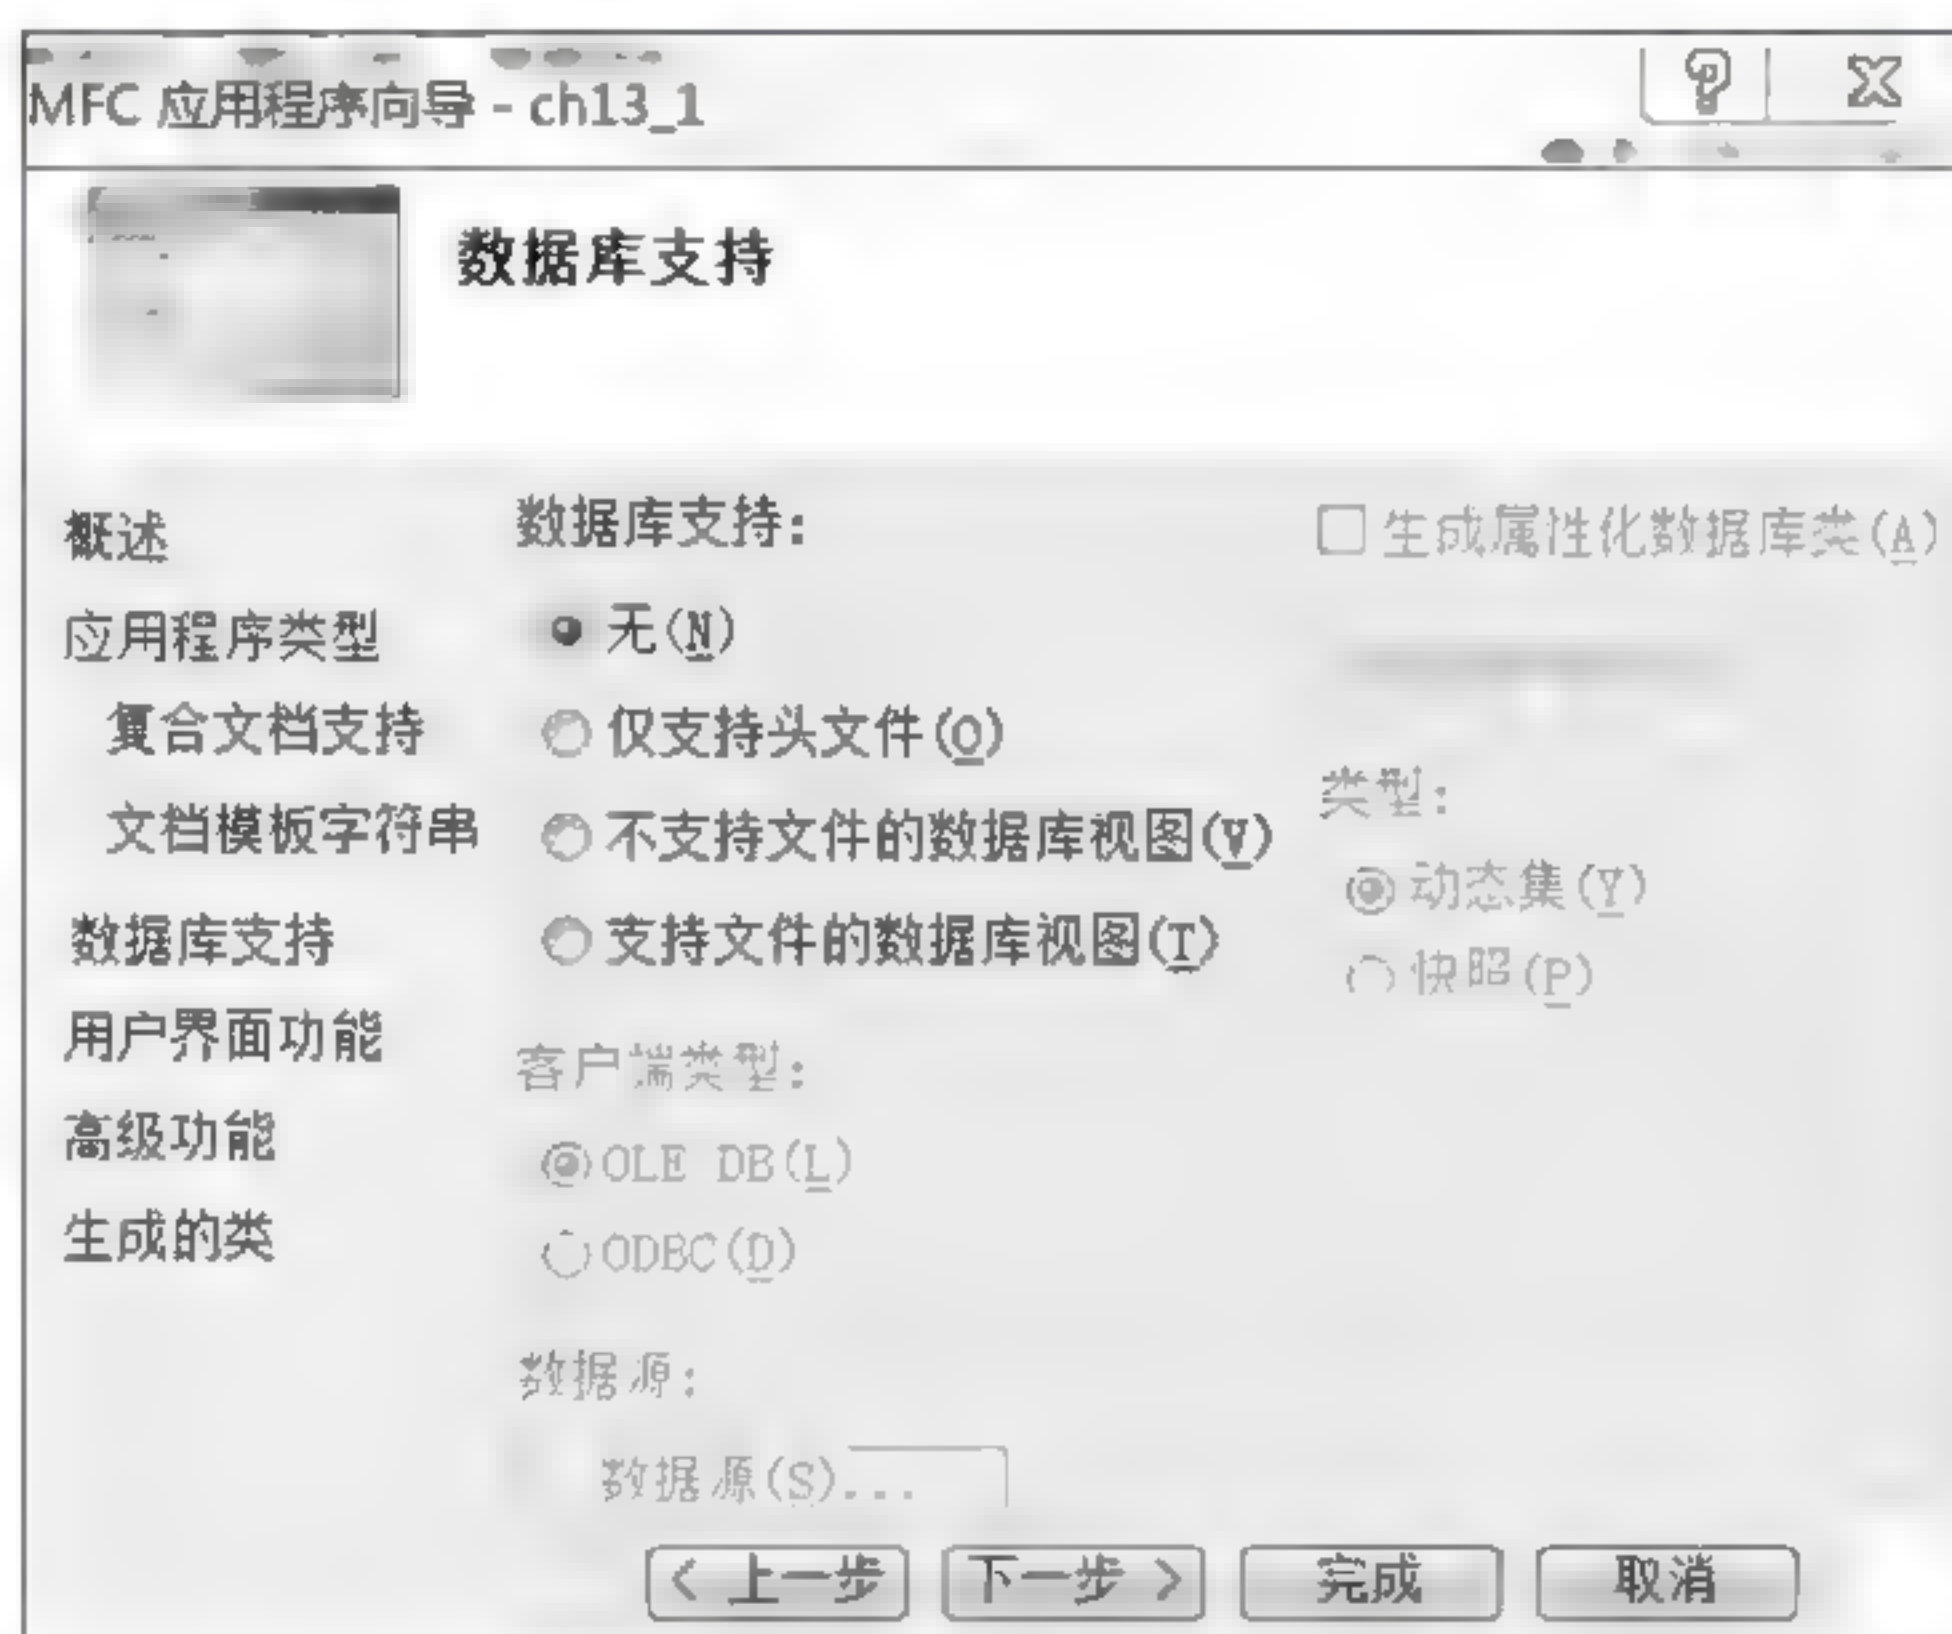 MFC 应用程序向导 - ch13_1
数据库支持
概述
应用程序类型
复合文档支持
文档模板字符串
数据库支持
用户界面功能
高级功能
生成的类
数据库支持:
无(N)
仅支持头文件(O)
不支持文件的数据库视图(V)
支持文件的数据库视图(T)
客户端类型:
OLE DB(L)
ODBC(D)
数据源:
数据源(S)...
生成属性化数据库类(A)
类型:
动态集(Y)
快照(P)
< 上一步
下一步 >
完成
取消